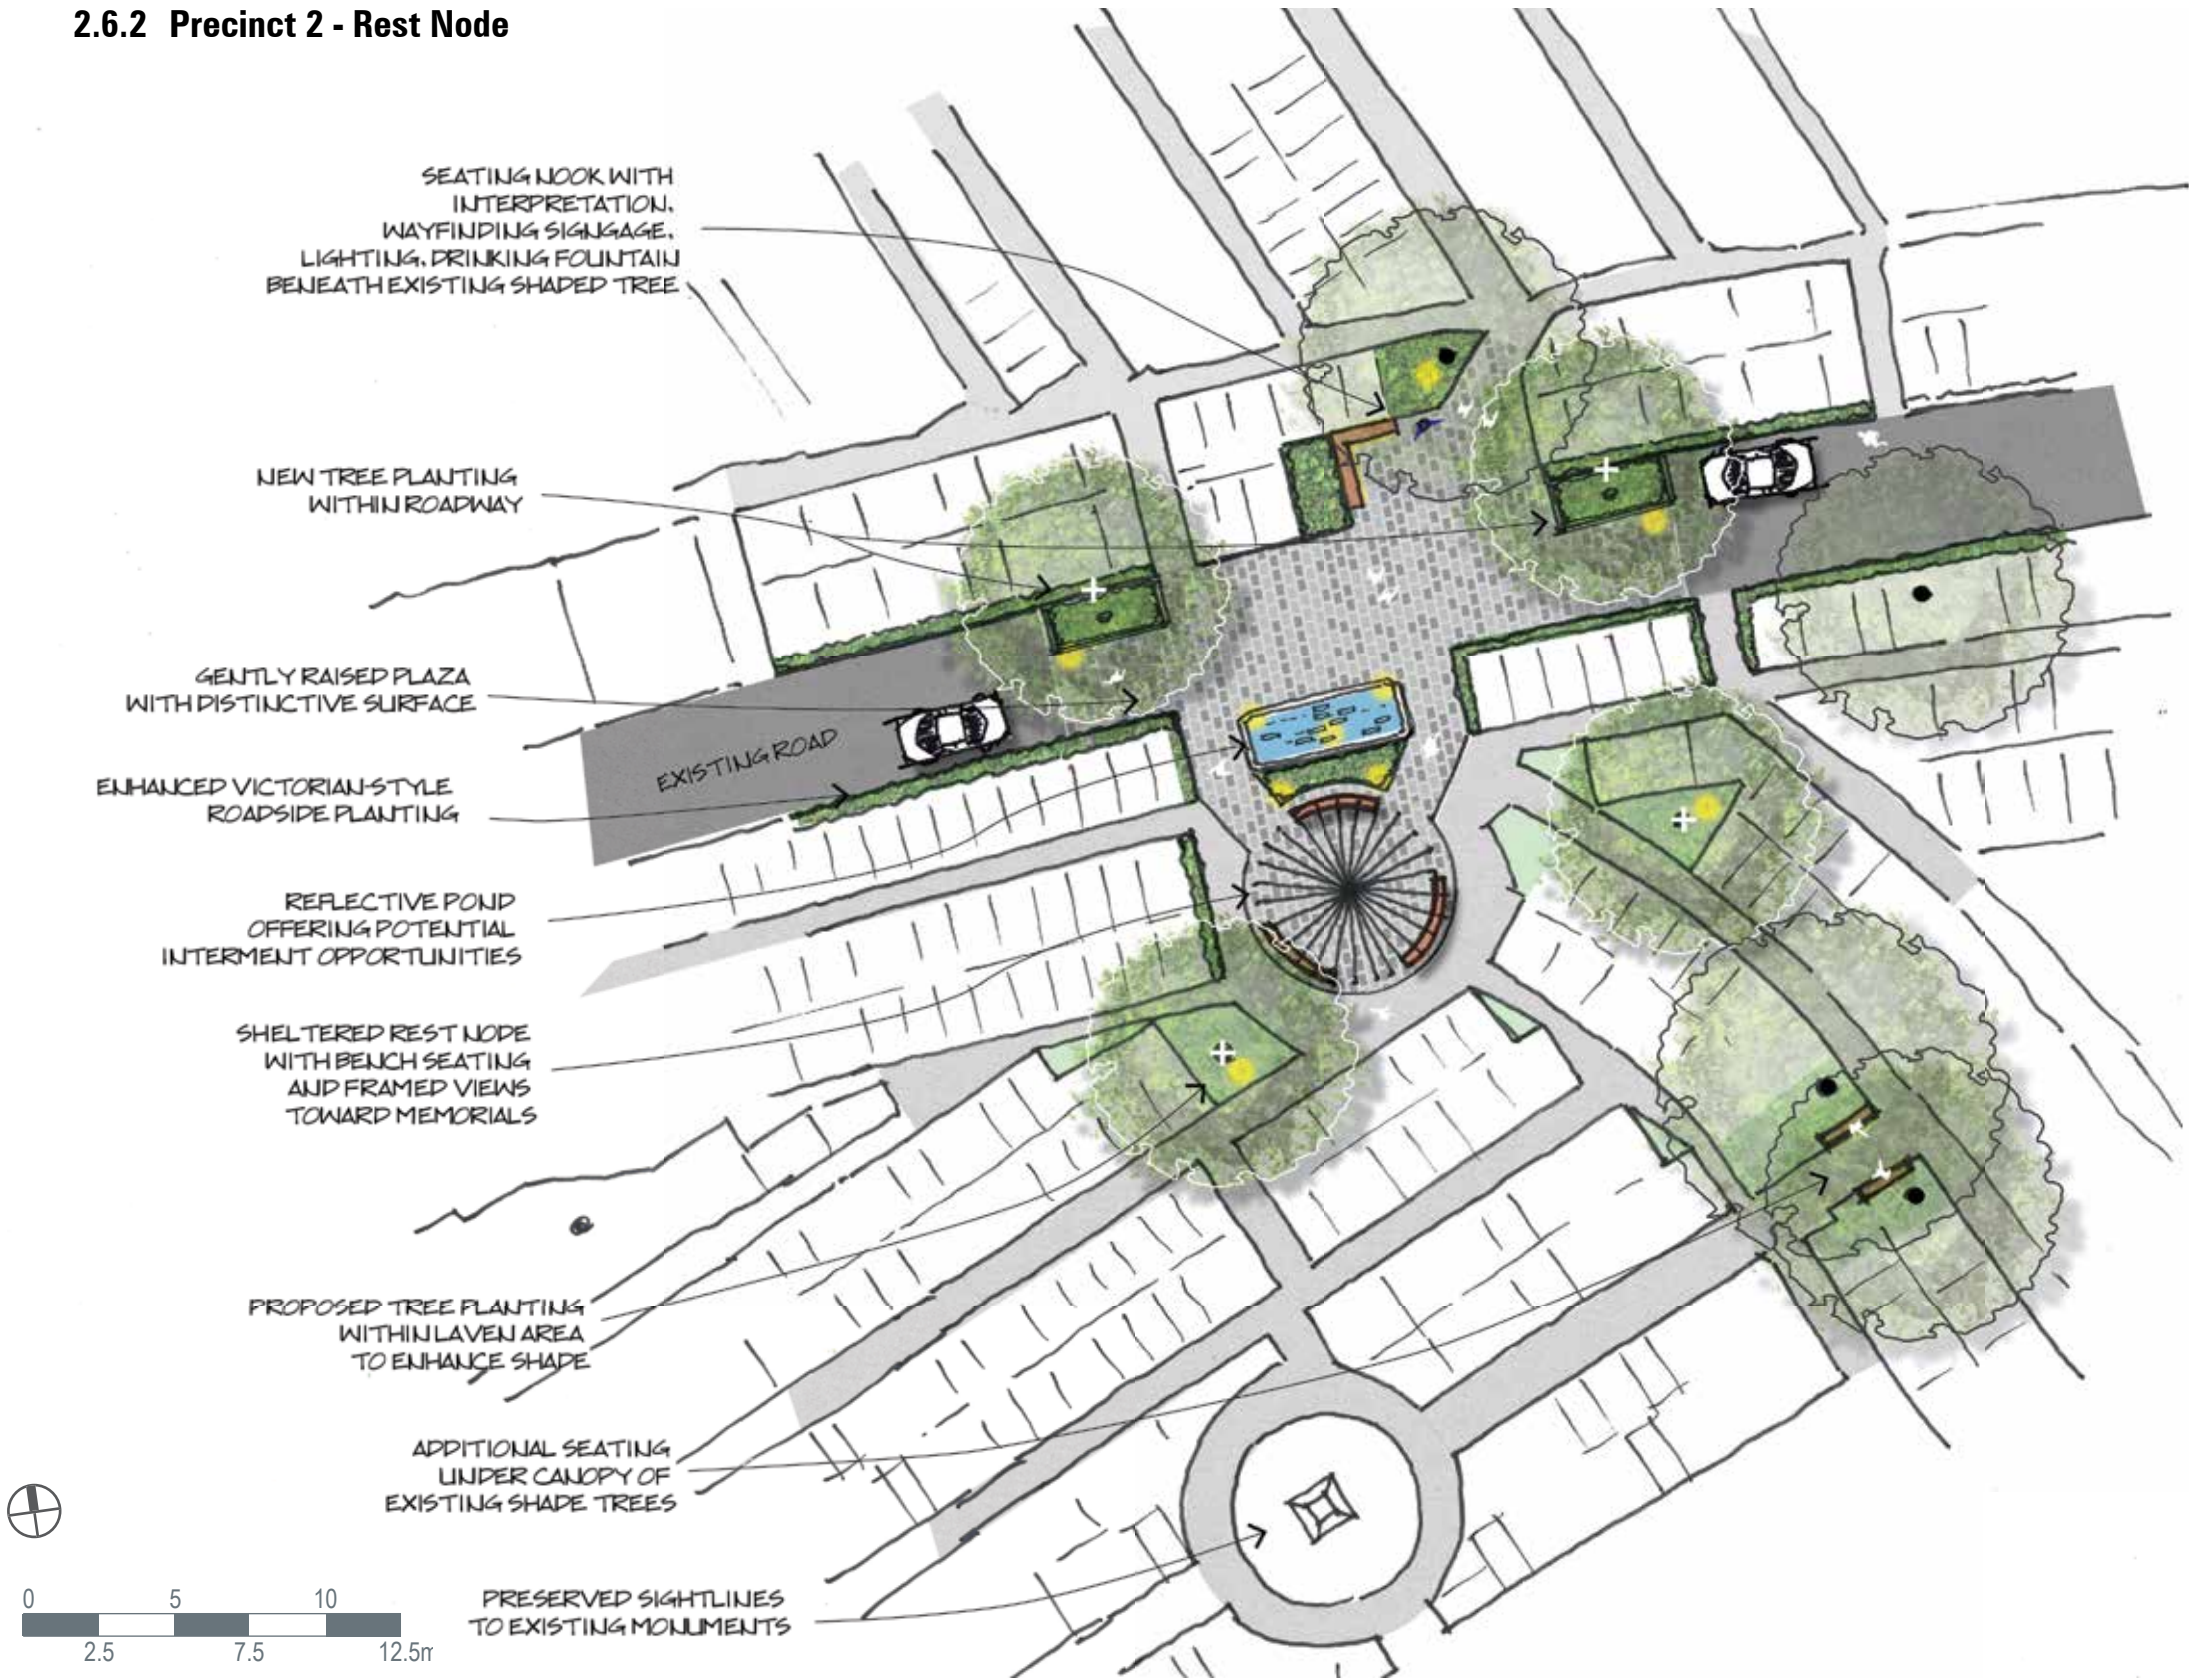 2.6.2 Precinct 2 - Rest Node
SEATING NOOK WITH
INTERPRETATION,
WAYFINDING SIGNGAGE,
LIGHTING, DRINKING FOUNTAIN
BENEATH EXISTING SHADED TREE
NEW TREE PLANTING
WITHIN ROADWAY
GENTLY RAISED PLAZA
WITH DISTINCTIVE SURFACE
EXISTING ROAD
ENHANCED VICTORIAN-STYLE
ROADSIDE PLANTING
REFLECTIVE POND
OFFERING POTENTIAL
INTERMENT OPPORTUNITIES
SHELTERED REST NODE
WITH BENCH SEATING
AND FRAMED VIEWS
TOWARD MEMORIALS
PROPOSED TREE PLANTING
WITHIN LAVEN AREA
TO ENHANCE SHADE
ADDITIONAL SEATING
UNDER CANOPY OF
EXISTING SHADE TREES
PRESERVED SIGHTLINES
TO EXISTING MONUMENTS
0 5 10
2.5 7.5 12.5m